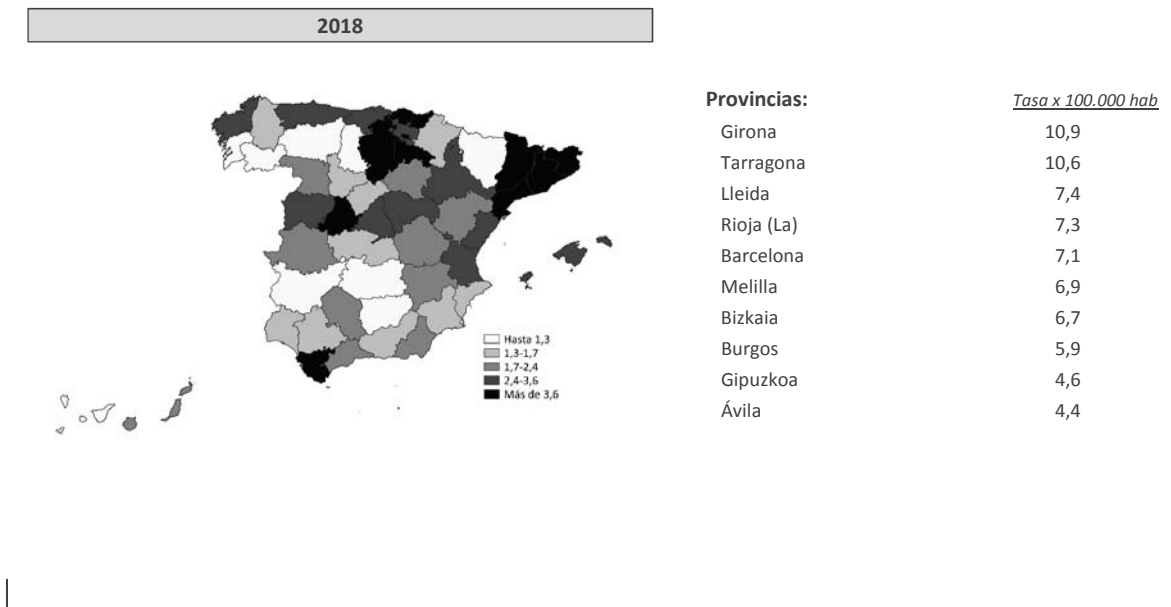 2018
Provincias: Tasa x 100.000 hab
Girona 10,9
Tarragona 10,6
Lleida 7,4
Rioja (La) 7,3
Barcelona 7,1
Melilla 6,9
Bizkaia 6,7
Burgos 5,9
Gipuzkoa 4,6
Ávila 4,4
Hasta 1,3
1,3-1,7
1,7-2,4
2,4-3,6
Más de 3,6